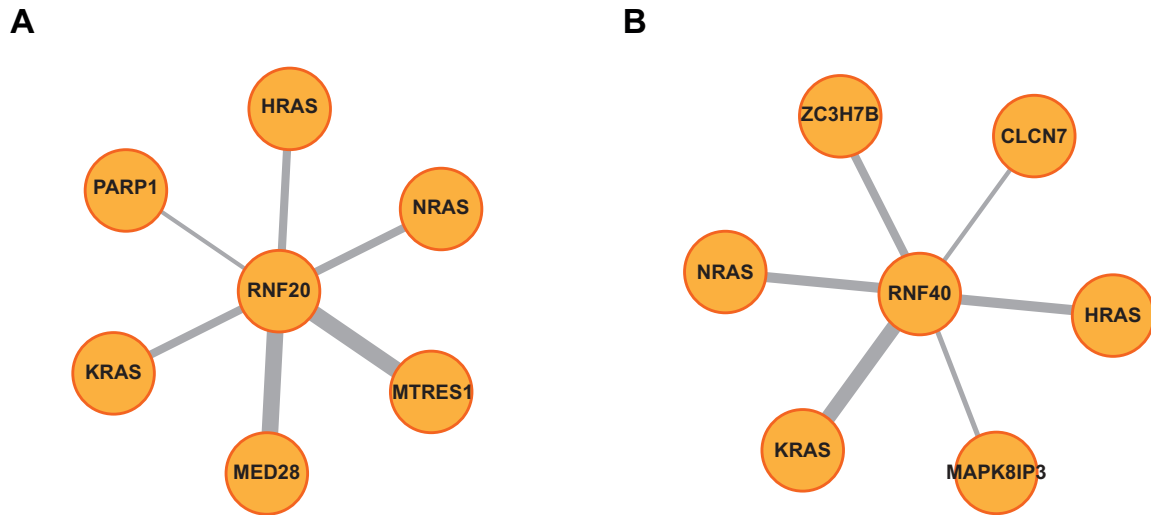 A
HRAS
PARP1
NRAS
RNF20
KRAS
MTRES1
MED28
B
ZC3H7B
CLCN7
NRAS
RNF40
HRAS
KRAS
MAPK8IP3